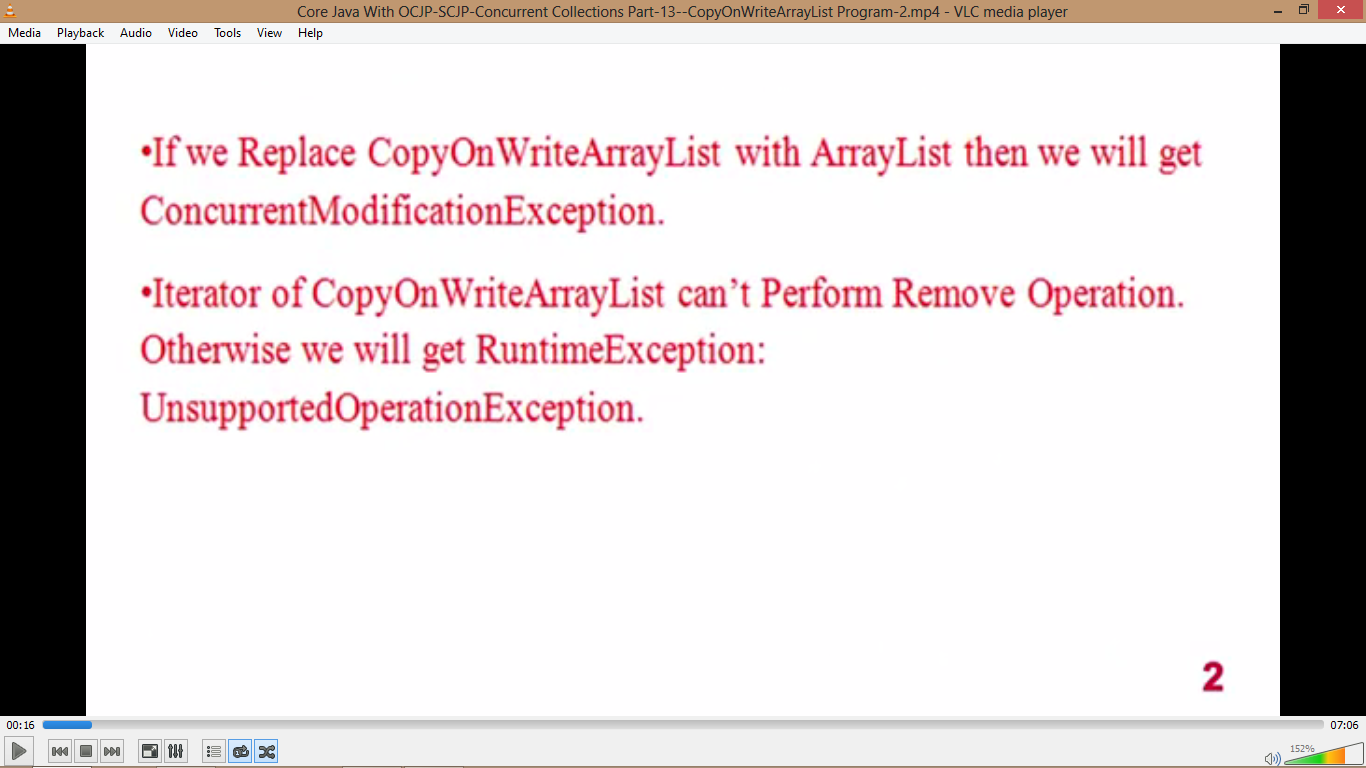 Core Java With OCJP-SCJP-Concurrent Collections Part-13--CopyOnWriteArrayList Program-2.mp4 - VLC media player
Media Playback Audio Video Tools View Help
•If we Replace CopyOnWriteArrayList with ArrayList then we will get
ConcurrentModificationException.
•Iterator of CopyOnWriteArrayList can’t Perform Remove Operation.
Otherwise we will get RuntimeException:
UnsupportedOperationException.
2
00:16 07:06
152%